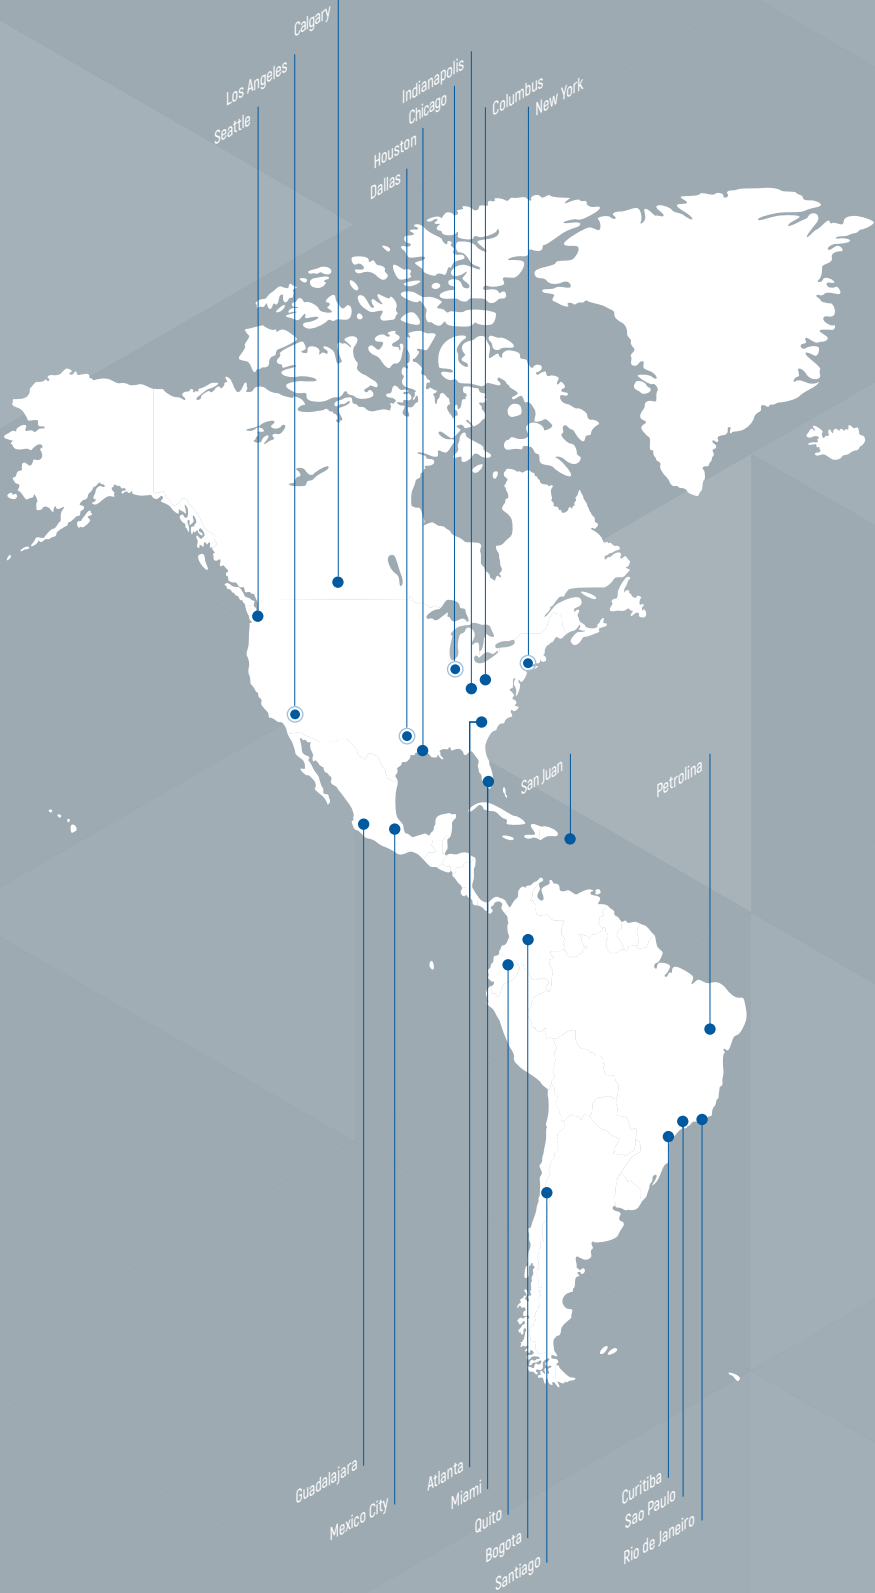 Calgary
Los Angeles
Seattle
Indianapolis
Chicago
Houston
Dallas
Columbus
New York
San Juan
Petrolina
Guadalajara
Mexico City
Atlanta
Miami
Quito
Bogota
Santiago
Curitiba
Sao Paulo
Rio de Janeiro